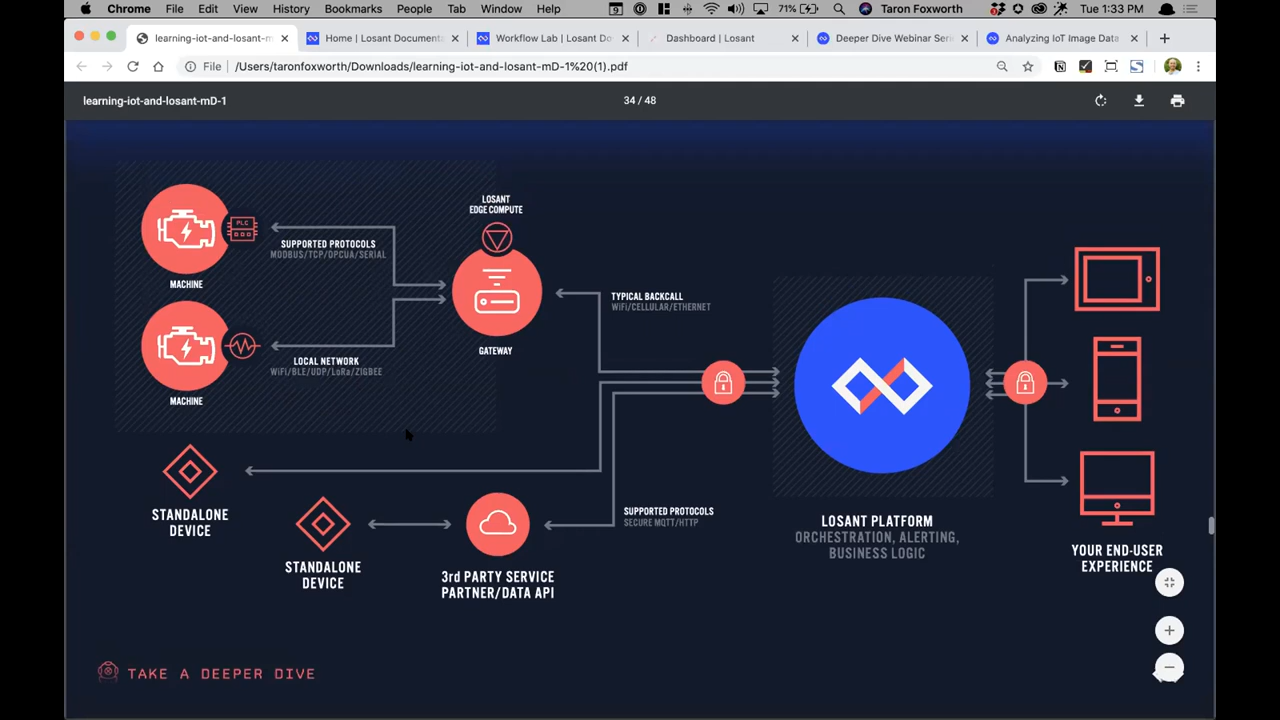 Chrome File Edit View History Bookmarks People Tab Window Help 9 71% Taron Foxworth Tue 1:33 PM
learning-iot-and-losant-m Home | Losant Documenta Workflow Lab | Losant Do Dashboard | Losant Deeper Dive Webinar Seri Analyzing IoT Image Data
File /Users/taronfoxworth/Downloads/learning-iot-and-losant-mD-1%20(1).pdf
learning-iot-and-losant-mD-1 34 / 48
PLC
MACHINE
SUPPORTED PROTOCOLS
MODBUS/TCP/OPCUA/SERIAL
MACHINE
LOCAL NETWORK
WiFi/BLE/UDP/LoRa/ZIGBEE
LOSANT
EDGE COMPUTE
GATEWAY
TYPICAL BACKCALL
WiFi/CELLULAR/ETHERNET
STANDALONE
DEVICE
STANDALONE
DEVICE
3rd PARTY SERVICE
PARTNER/DATA API
SUPPORTED PROTOCOLS
SECURE MQTT/HTTP
LOSANT PLATFORM
ORCHESTRATION, ALERTING,
BUSINESS LOGIC
YOUR END-USER
EXPERIENCE
TAKE A DEEPER DIVE